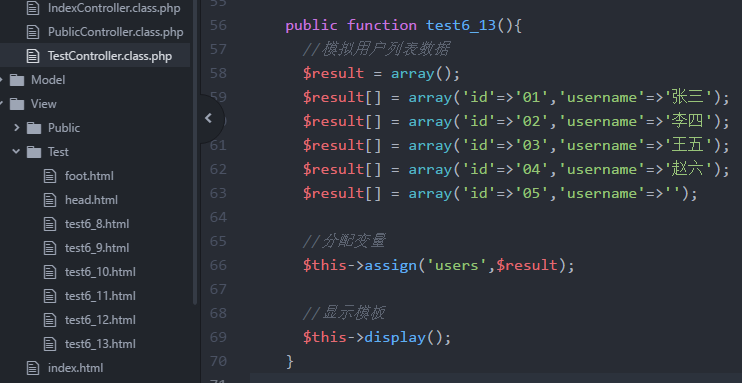 IndexController.class.php
PublicController.class.php
TestController.class.php
Model
View
Public
Test
foot.html
head.html
test6_8.html
test6_9.html
test6_10.html
test6_11.html
test6_12.html
test6_13.html
index.html
55
56 public function test6_13(){
57 //模拟用户列表数据
58 $result = array();
59 $result[] = array('id'=>'01','username'=>'张三');
60 $result[] = array('id'=>'02','username'=>'李四');
61 $result[] = array('id'=>'03','username'=>'王五');
62 $result[] = array('id'=>'04','username'=>'赵六');
63 $result[] = array('id'=>'05','username'=>'');
64
65 //分配变量
66 $this->assign('users',$result);
67
68 //显示模板
69 $this->display();
70 }
71